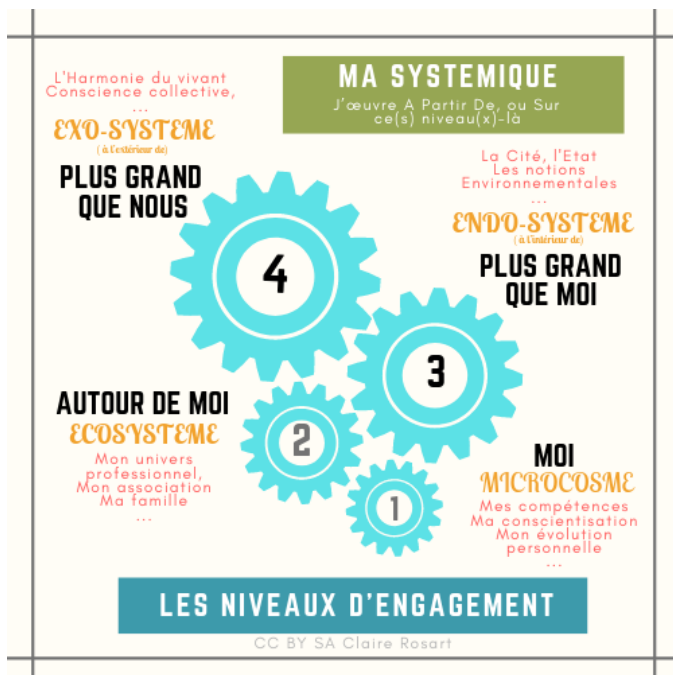 MA SYSTEMIQUE
J'œuvre A Partir De, ou Sur
ce(s) niveau(x)-là
L'Harmonie du vivant
Conscience collective,
...
EXO-SYSTEME
( à l'extérieur de)
PLUS GRAND
QUE NOUS
La Cité, l'Etat
Les notions
Environnementales
...
ENDO-SYSTEME
( à l'intérieur de)
PLUS GRAND
QUE MOI
4
3
AUTOUR DE MOI
ECOSYSTEME
Mon univers
professionnel,
Mon association
Ma famille
...
2
1
MOI
MICROCOSME
Mes compétences
Ma conscientisation
Mon évolution
personnelle
...
LES NIVEAUX D'ENGAGEMENT
CC BY SA Claire Rosart